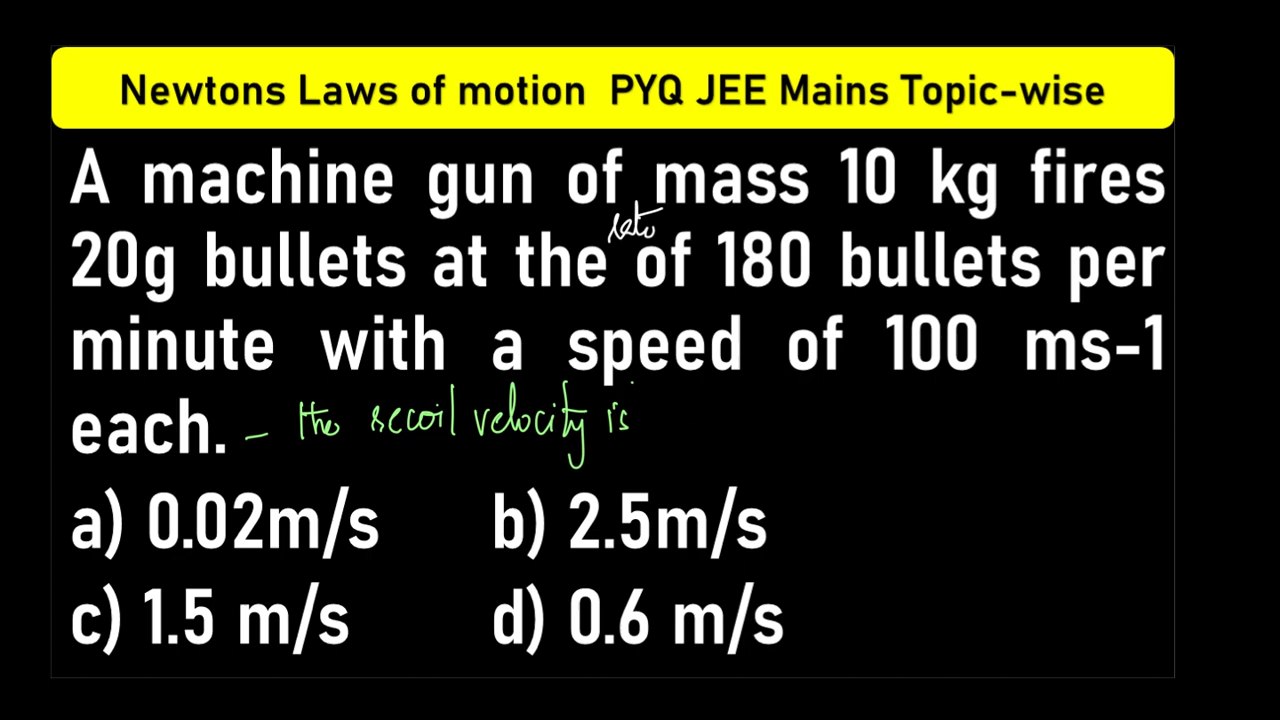 Newtons Laws of motion PYQ JEE Mains Topic-wise
A machine gun of mass 10 kg fires
rate
20g bullets at the of 180 bullets per
minute with a speed of 100 ms-1
each. – the recoil velocity is
a) 0.02m/s b) 2.5m/s
c) 1.5 m/s d) 0.6 m/s